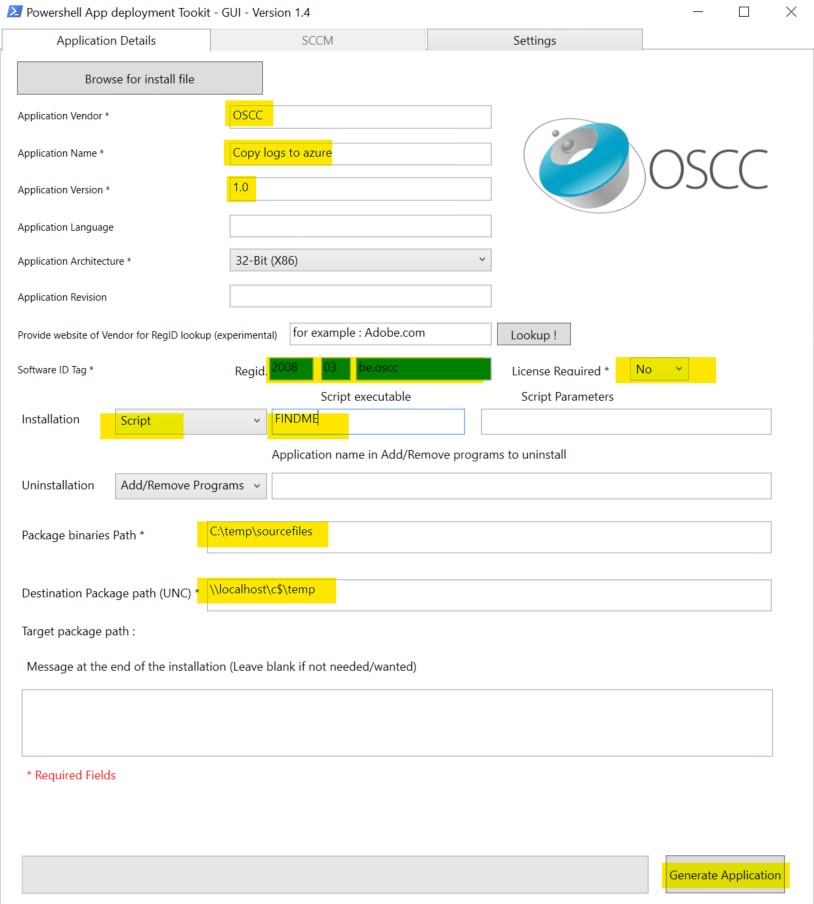 Powershell App deployment Tookit - GUI - Version 1.4
Application Details SCCM Settings
Browse for install file
Application Vendor * OSCC
Application Name * Copy logs to azure
OSCC
Application Version * 1.0
Application Language
Application Architecture * 32-Bit (X86)
Application Revision
Provide website of Vendor for RegID lookup (experimental) for example : Adobe.com Lookup !
Software ID Tag * Regid. 2008 03 be.oscc License Required * No
Script executable Script Parameters
Installation Script FINDME
Application name in Add/Remove programs to uninstall
Uninstallation Add/Remove Programs
Package binaries Path * C:\temp\sourcefiles
Destination Package path (UNC) * \\localhost\c$\temp
Target package path :
Message at the end of the installation (Leave blank if not needed/wanted)
* Required Fields
Generate Application